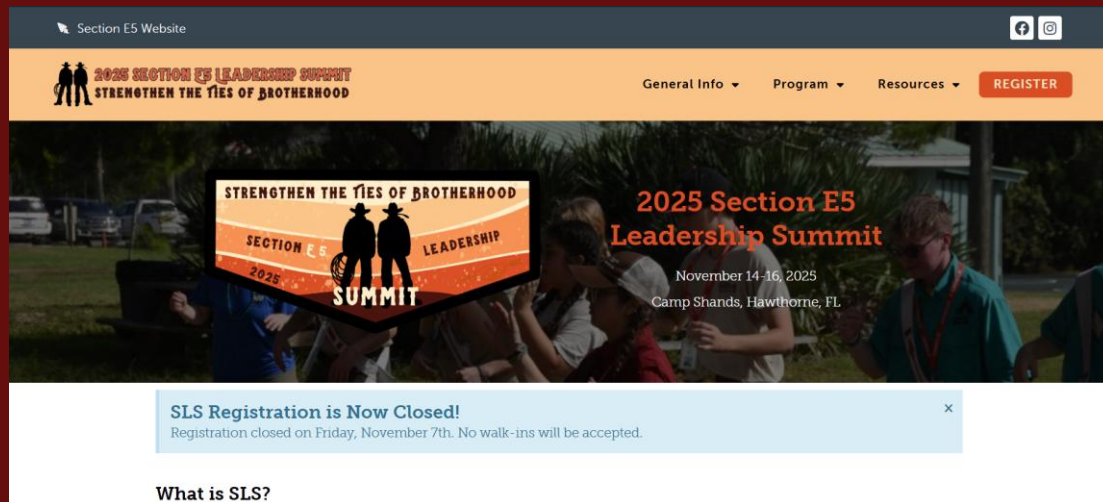 Section E5 Website
2025 SECTION E5 LEADERSHIP SUMMIT
STRENGTHEN THE TIES OF BROTHERHOOD
General Info
Program
Resources
REGISTER
STRENGTHEN THE TIES OF BROTHERHOOD
SECTION E5
LEADERSHIP
2025
SUMMIT
2025 Section E5
Leadership Summit
November 14-16, 2025
Camp Shands, Hawthorne, FL
SLS Registration is Now Closed!
Registration closed on Friday, November 7th. No walk-ins will be accepted.
What is SLS?